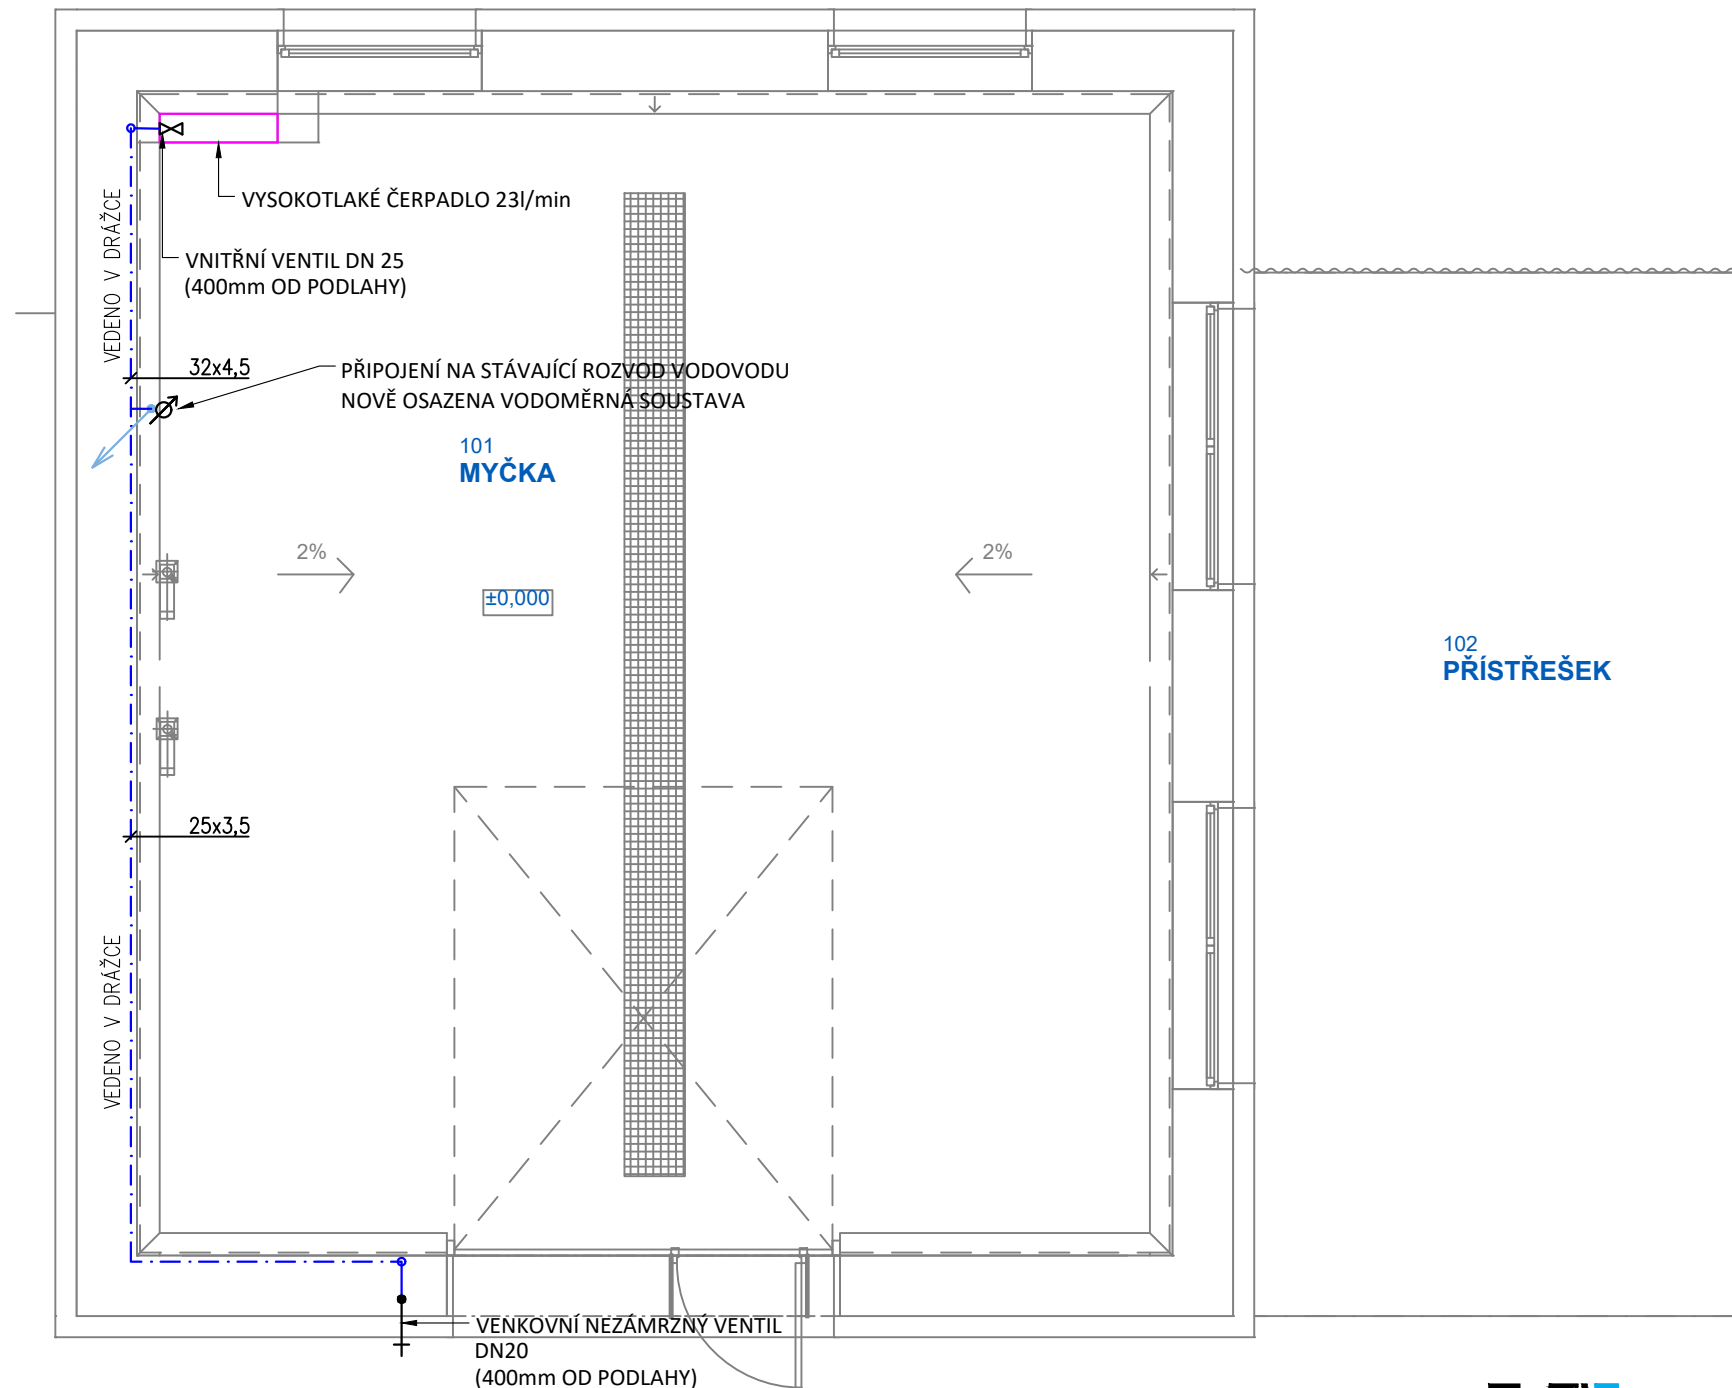 VYSOKOTLAKÉ ČERPADLO 23l/min
VEDENO V DRÁŽCE
VNITŘNÍ VENTIL DN 25
(400mm OD PODLAHY)
32x4,5
PŘIPOJENÍ NA STÁVAJÍCÍ ROZVOD VODOVODU
NOVĚ OSAZENA VODOMĚRNÁ SOUSTAVA
101
MYČKA
2%
2%
±0,000
102
PŘÍSTŘEŠEK
25x3,5
VEDENO V DRÁŽCE
VENKOVNÍ NEZÁMRZNÝ VENTIL
DN20
(400mm OD PODLAHY)